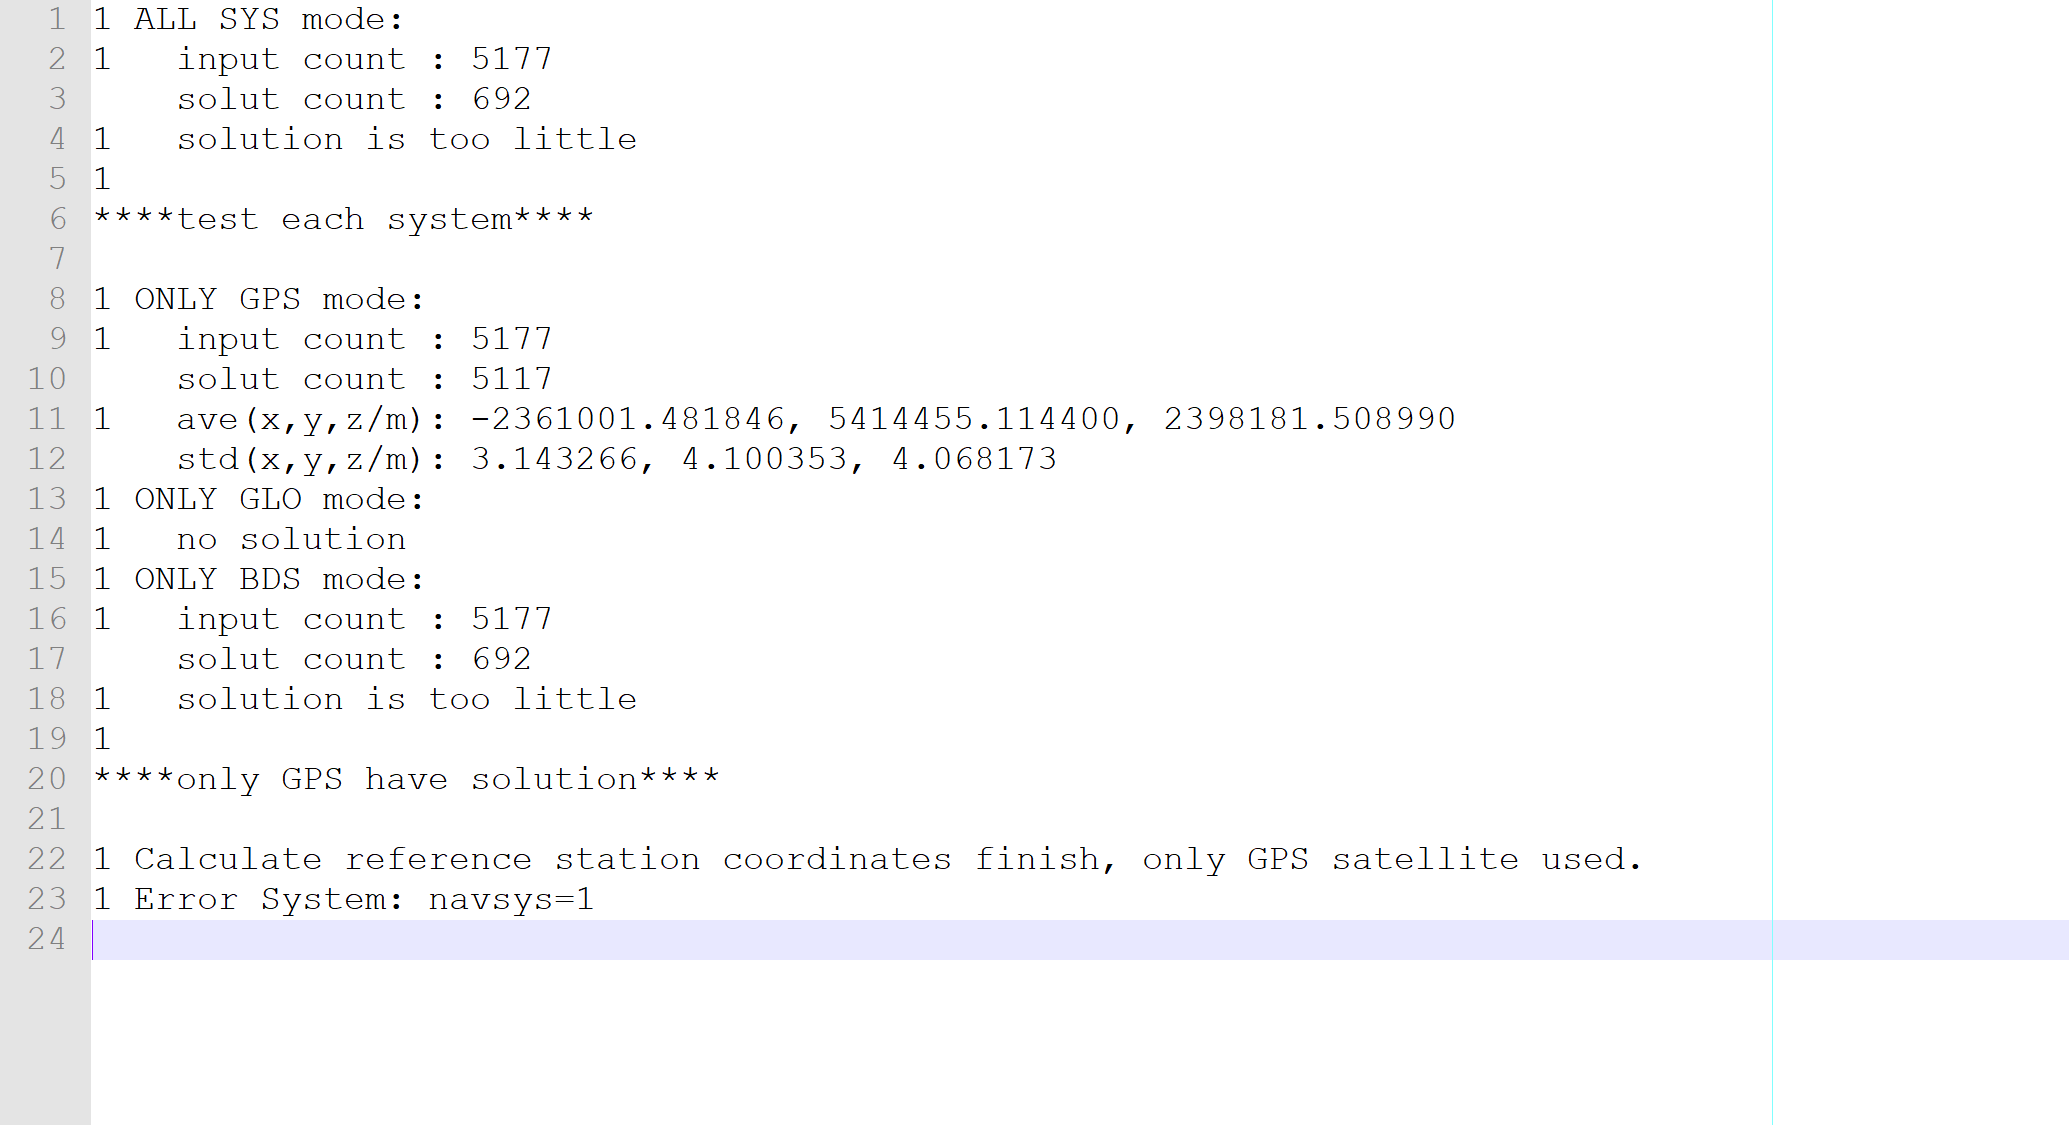 1 1 ALL SYS mode:
2 1   input count : 5177
3     solut count : 692
4 1   solution is too little
5 1
6 ****test each system****
7
8 1 ONLY GPS mode:
9 1   input count : 5177
10     solut count : 5117
11 1   ave(x,y,z/m): -2361001.481846, 5414455.114400, 2398181.508990
12     std(x,y,z/m): 3.143266, 4.100353, 4.068173
13 1 ONLY GLO mode:
14 1   no solution
15 1 ONLY BDS mode:
16 1   input count : 5177
17     solut count : 692
18 1   solution is too little
19 1
20 ****only GPS have solution****
21
22 1 Calculate reference station coordinates finish, only GPS satellite used.
23 1 Error System: navsys=1
24